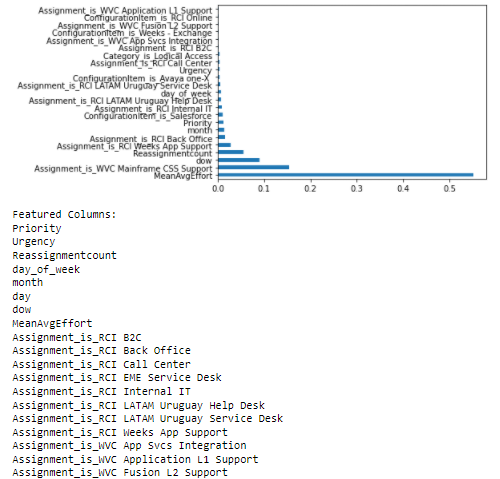 Assignment_is_WVC Application L1 Support
ConfigurationItem_is_RCI Online
Assignment_is_WVC Fusion L2 Support
ConfigurationItem_is_Weeks - Exchange
Assignment_is_WVC App Svcs Integration
Assignment_is_RCI B2C
Category_is_Logical Access
Assignment_is_RCI Call Center
Urgency
ConfigurationItem_is_Avaya one-X
Assignment_is_RCI LATAM Uruguay Service Desk
day_of_week
Assignment_is_RCI LATAM Uruguay Help Desk
Assignment_is_RCI Internal IT
ConfigurationItem_is_Salesforce
Priority
month
Assignment_is_RCI Back Office
Assignment_is_RCI Weeks App Support
Reassignmentcount
dow
Assignment_is_WVC Mainframe CSS Support
MeanAvgEffort
0.0 0.1 0.2 0.3 0.4 0.5
Featured Columns:
Priority
Urgency
Reassignmentcount
day_of_week
month
day
dow
MeanAvgEffort
Assignment_is_RCI B2C
Assignment_is_RCI Back Office
Assignment_is_RCI Call Center
Assignment_is_RCI EME Service Desk
Assignment_is_RCI Internal IT
Assignment_is_RCI LATAM Uruguay Help Desk
Assignment_is_RCI LATAM Uruguay Service Desk
Assignment_is_RCI Weeks App Support
Assignment_is_WVC App Svcs Integration
Assignment_is_WVC Application L1 Support
Assignment_is_WVC Fusion L2 Support